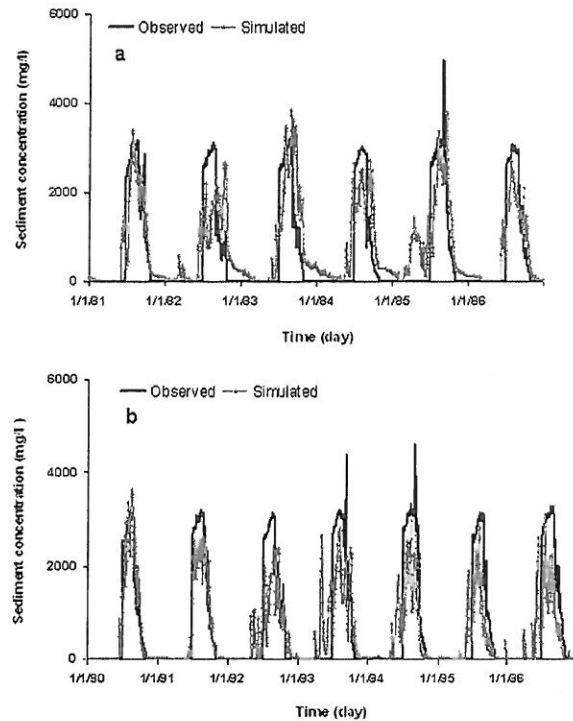 6000
Observed Simulated
a
4000
2000
0
Sediment concentration (mg/l)
1/1/81 1/1/82 1/1/83 1/1/84 1/1/85 1/1/86
Time (day)
6000
Observed Simulated
b
4000
2000
0
Sediment concentration (mg/l)
1/1/90 1/1/91 1/1/92 1/1/93 1/1/94 1/1/95 1/1/96
Time (day)